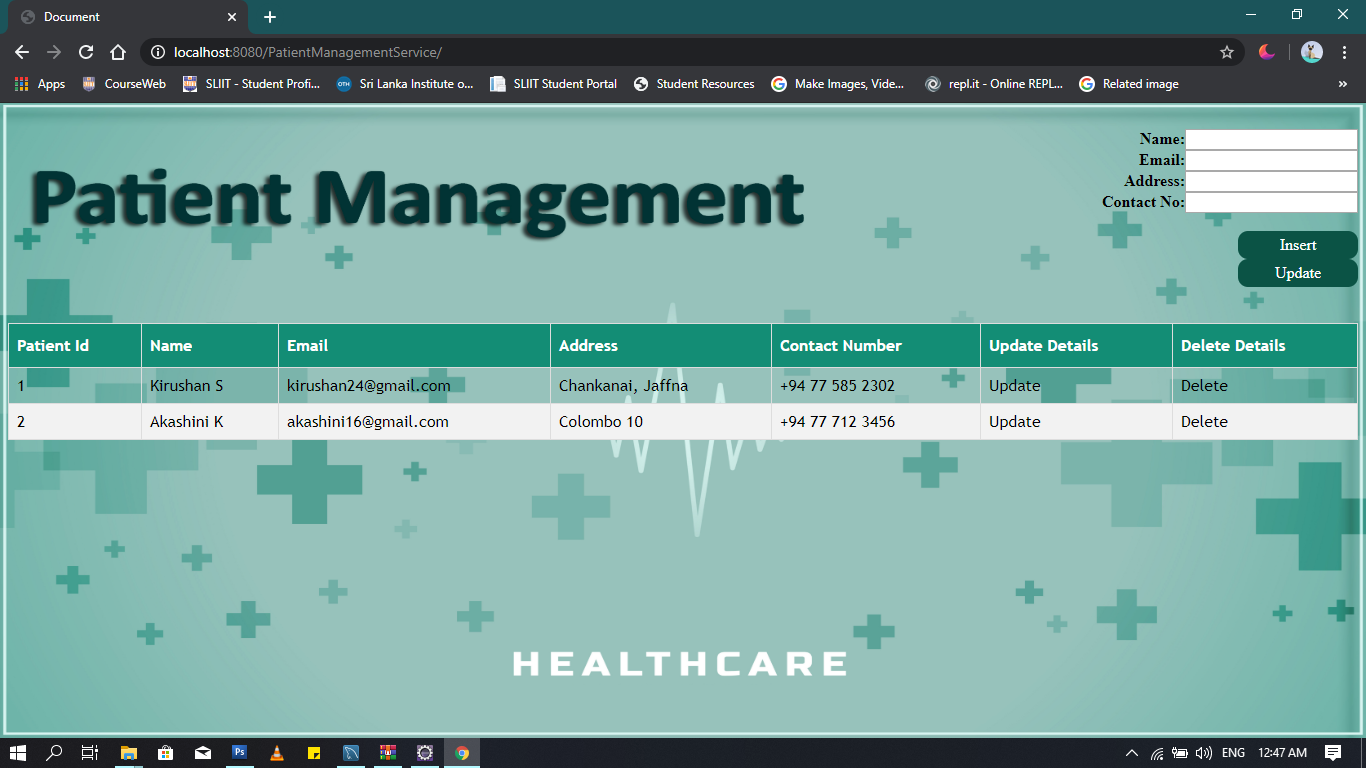 Document
localhost:8080/PatientManagementService/
Apps CourseWeb SLIIT - Student Profi... OTH Sri Lanka Institute o... SLIIT Student Portal Student Resources Make Images, Vide... repl.it - Online REPL... Related image »
Name:
Email:
Address:
Contact No:
Patient Management
Insert
Update
Patient Id Name Email Address Contact Number Update Details Delete Details
1 Kirushan S kirushan24@gmail.com Chankanai, Jaffna +94 77 585 2302 Update Delete
2 Akashini K akashini16@gmail.com Colombo 10 +94 77 712 3456 Update Delete
HEALTHCARE
Ps ENG 12:47 AM